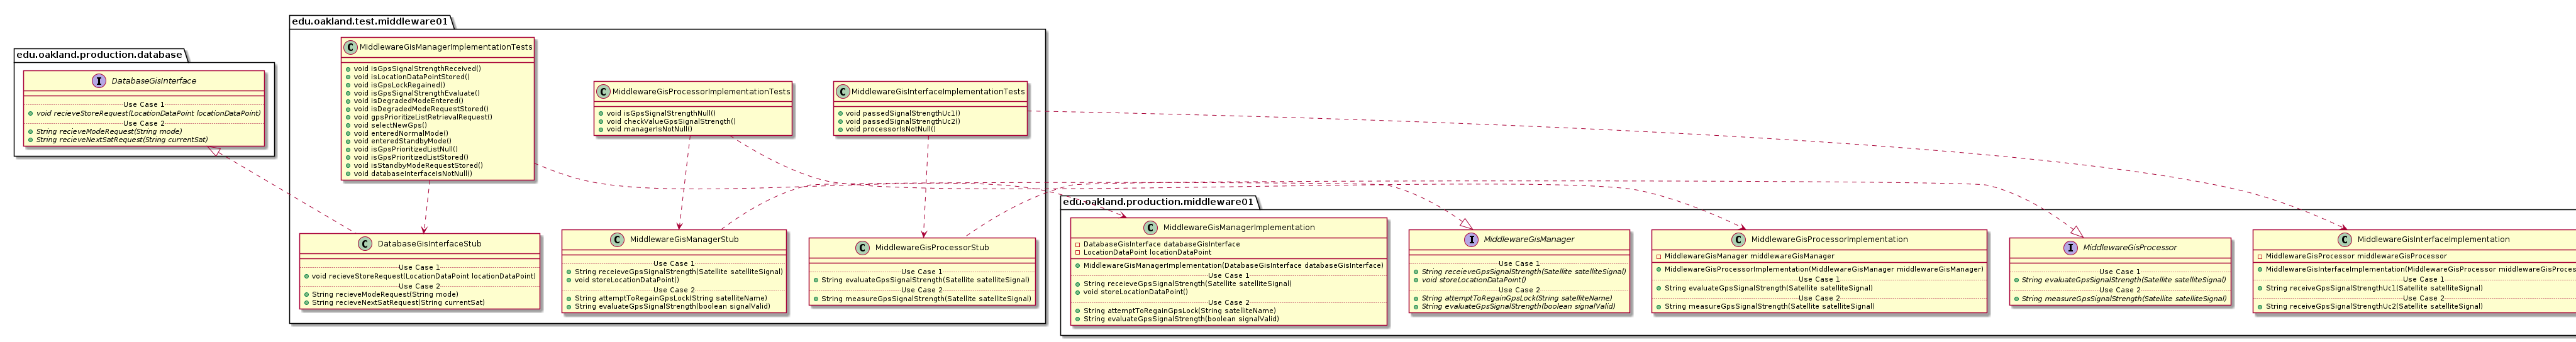 edu.oakland.production.database
I DatabaseGisInterface
Use Case 1
void recieveStoreRequest(LocationDataPoint locationDataPoint)
Use Case 2
String recieveModeRequest(String mode)
String recieveNextSatRequest(String currentSat)
edu.oakland.test.middleware01
C MiddlewareGisManagerImplementationTests
void isGpsSignalStrengthReceived()
void isLocationDataPointStored()
void isGpsLockRegained()
void isGpsSignalStrengthEvaluate()
void isDegradedModeEntered()
void isDegradedModeRequestStored()
void gpsPrioritizeListRetrievalRequest()
void selectNewGps()
void enteredNormalMode()
void enteredStandbyMode()
void isGpsPrioritizedListNull()
void isGpsPrioritizedListStored()
void isStandbyModeRequestStored()
void databaseInterfaceIsNotNull()
C MiddlewareGisProcessorImplementationTests
void isGpsSignalStrengthNull()
void checkValueGpsSignalStrength()
void managerIsNotNull()
C MiddlewareGisInterfaceImplementationTests
void passedSignalStrengthUc1()
void passedSignalStrengthUc2()
void processorIsNotNull()
C DatabaseGisInterfaceStub
Use Case 1
void recieveStoreRequest(LocationDataPoint locationDataPoint)
Use Case 2
String recieveModeRequest(String mode)
String recieveNextSatRequest(String currentSat)
C MiddlewareGisManagerStub
Use Case 1
String receieveGpsSignalStrength(Satellite satelliteSignal)
void storeLocationDataPoint()
Use Case 2
String attemptToRegainGpsLock(String satelliteName)
String evaluateGpsSignalStrength(boolean signalValid)
C MiddlewareGisProcessorStub
Use Case 1
String evaluateGpsSignalStrength(Satellite satelliteSignal)
Use Case 2
String measureGpsSignalStrength(Satellite satelliteSignal)
edu.oakland.production.middleware01
C MiddlewareGisManagerImplementation
DatabaseGisInterface databaseGisInterface
LocationDataPoint locationDataPoint
MiddlewareGisManagerImplementation(DatabaseGisInterface databaseGisInterface)
Use Case 1
String receieveGpsSignalStrength(Satellite satelliteSignal)
void storeLocationDataPoint()
Use Case 2
String attemptToRegainGpsLock(String satelliteName)
String evaluateGpsSignalStrength(boolean signalValid)
I MiddlewareGisManager
Use Case 1
String receieveGpsSignalStrength(Satellite satelliteSignal)
void storeLocationDataPoint()
Use Case 2
String attemptToRegainGpsLock(String satelliteName)
String evaluateGpsSignalStrength(boolean signalValid)
C MiddlewareGisProcessorImplementation
MiddlewareGisManager middlewareGisManager
MiddlewareGisProcessorImplementation(MiddlewareGisManager middlewareGisManager)
Use Case 1
String evaluateGpsSignalStrength(Satellite satelliteSignal)
Use Case 2
String measureGpsSignalStrength(Satellite satelliteSignal)
I MiddlewareGisProcessor
Use Case 1
String evaluateGpsSignalStrength(Satellite satelliteSignal)
Use Case 2
String measureGpsSignalStrength(Satellite satelliteSignal)
C MiddlewareGisInterfaceImplementation
MiddlewareGisProcessor middlewareGisProcessor
MiddlewareGisInterfaceImplementation(MiddlewareGisProcessor
Use Case 1
String receiveGpsSignalStrengthUc1(Satellite satelliteSignal)
Use Case 2
String receiveGpsSignalStrengthUc2(Satellite satelliteSignal)